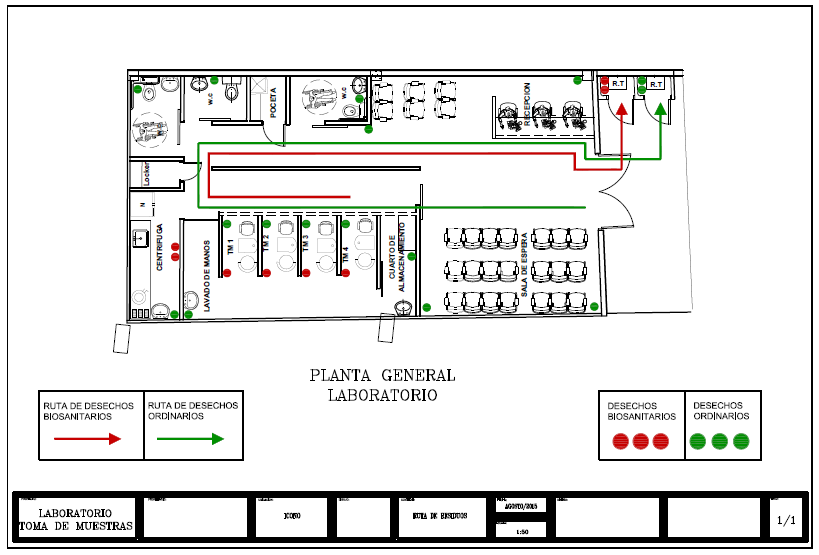 W.C
POCETA
W.C
RECEPCION
R.T
R.T
Locker
N
CENTRIFUGA
LAVADO DE MANOS
TM 1
TM 2
TM 3
TM 4
CUARTO DE
ALMACENAMIENTO
SALA DE ESPERA
PLANTA GENERAL
LABORATORIO
RUTA DE DESECHOS
BIOSANITARIOS
RUTA DE DESECHOS
ORDINARIOS
DESECHOS
BIOSANITARIOS
DESECHOS
ORDINARIOS
LABORATORIO
TOMA DE MUESTRAS
ICONO
RUTA DE RESIDUOS
AGOSTO/2015
1:50
1/1